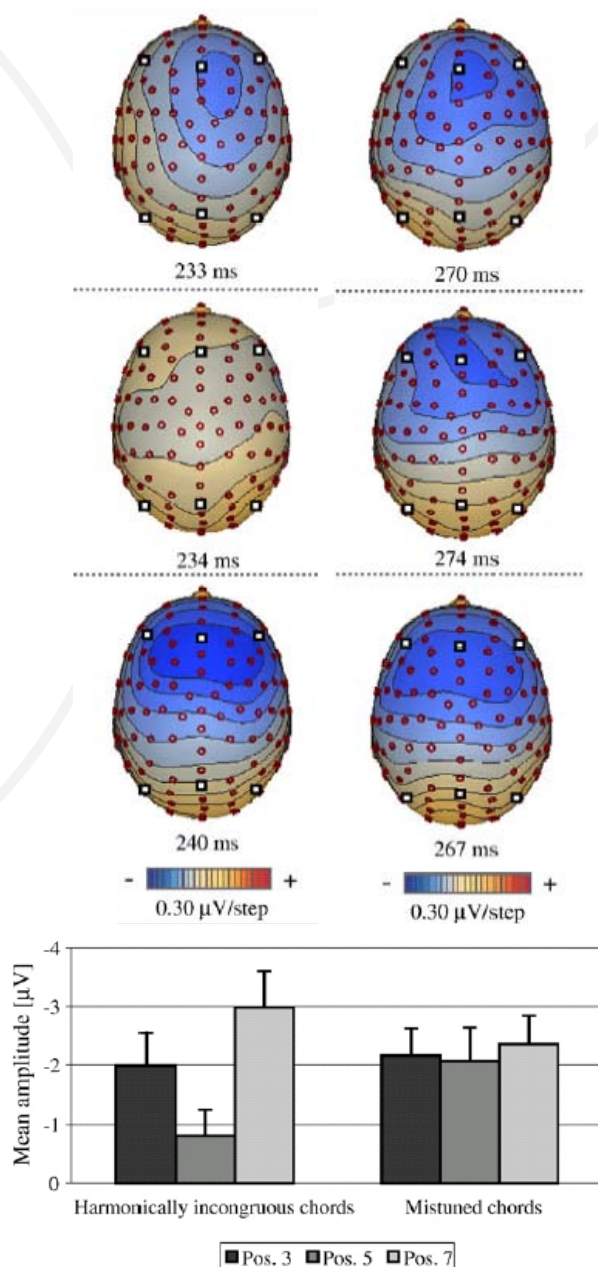 233 ms
270 ms
234 ms
274 ms
240 ms
267 ms
- +
- +
0.30 µV/step
0.30 µV/step
Mean amplitude [µV]
-4
-3
-2
-1
0
Harmonically incongruous chords
Mistuned chords
Pos. 3 Pos. 5 Pos. 7